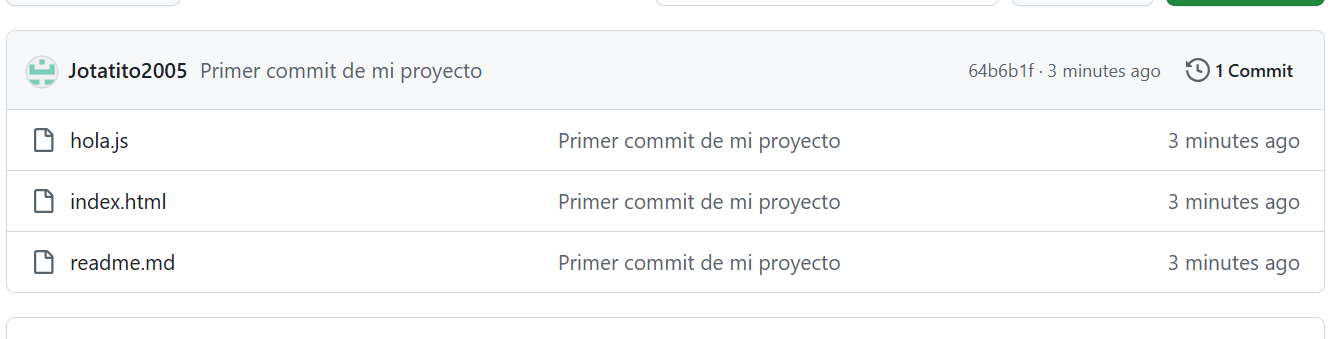 Jotatito2005 Primer commit de mi proyecto 64b6b1f · 3 minutes ago 1 Commit
hola.js Primer commit de mi proyecto 3 minutes ago
index.html Primer commit de mi proyecto 3 minutes ago
readme.md Primer commit de mi proyecto 3 minutes ago